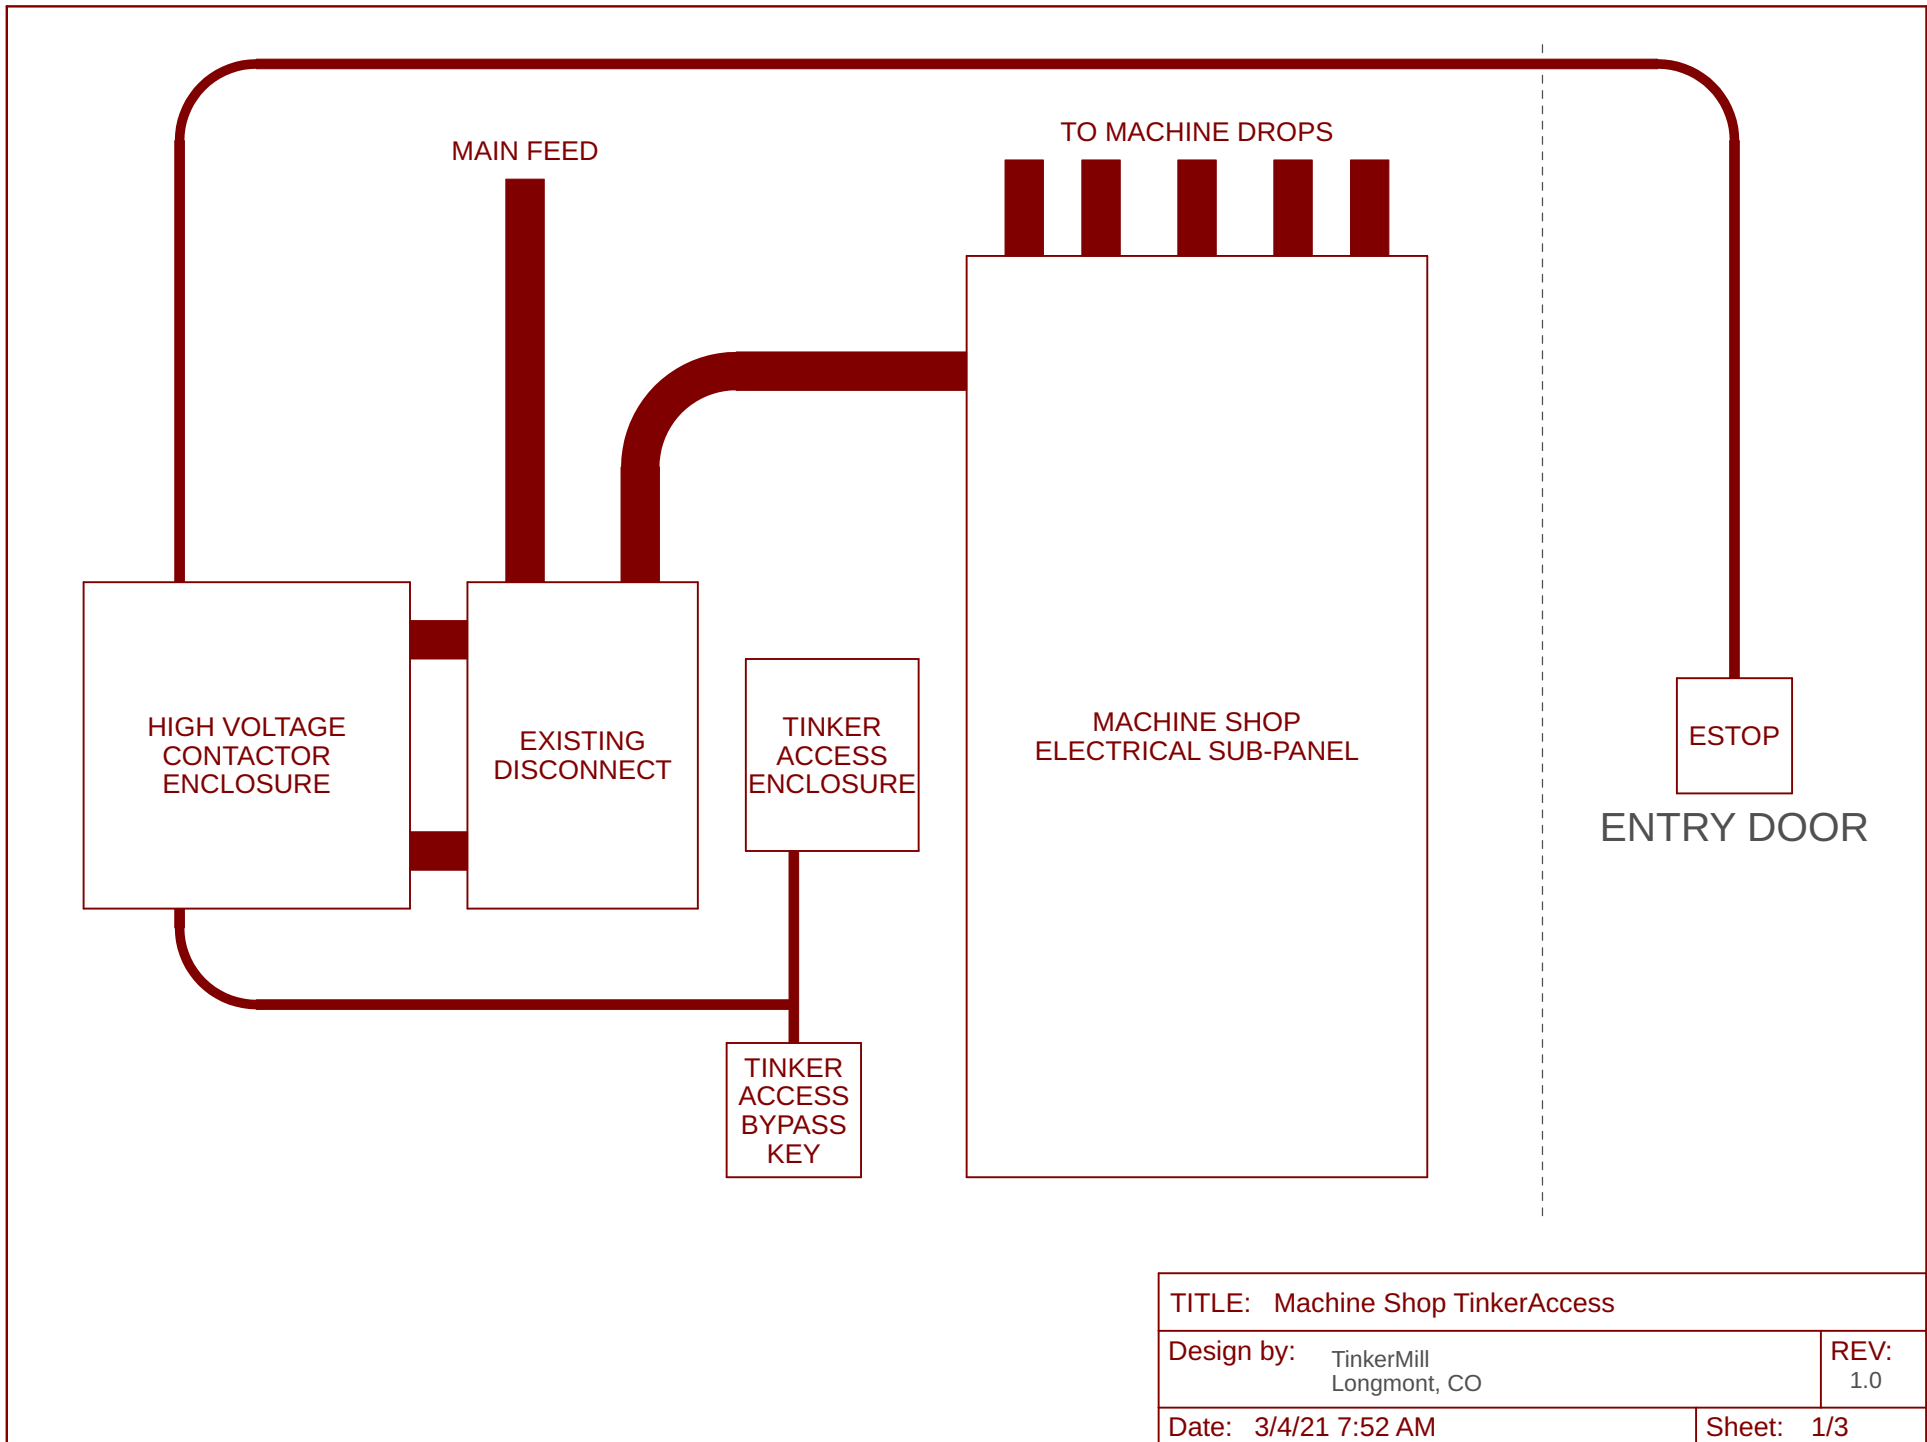 MAIN FEED
TO MACHINE DROPS
HIGH VOLTAGE
CONTACTOR
ENCLOSURE
EXISTING
DISCONNECT
TINKER
ACCESS
ENCLOSURE
MACHINE SHOP
ELECTRICAL SUB-PANEL
ESTOP
ENTRY DOOR
TINKER
ACCESS
BYPASS
KEY
TITLE: Machine Shop TinkerAccess
Design by: TinkerMill
Longmont, CO
REV:
1.0
Date: 3/4/21 7:52 AM
Sheet: 1/3